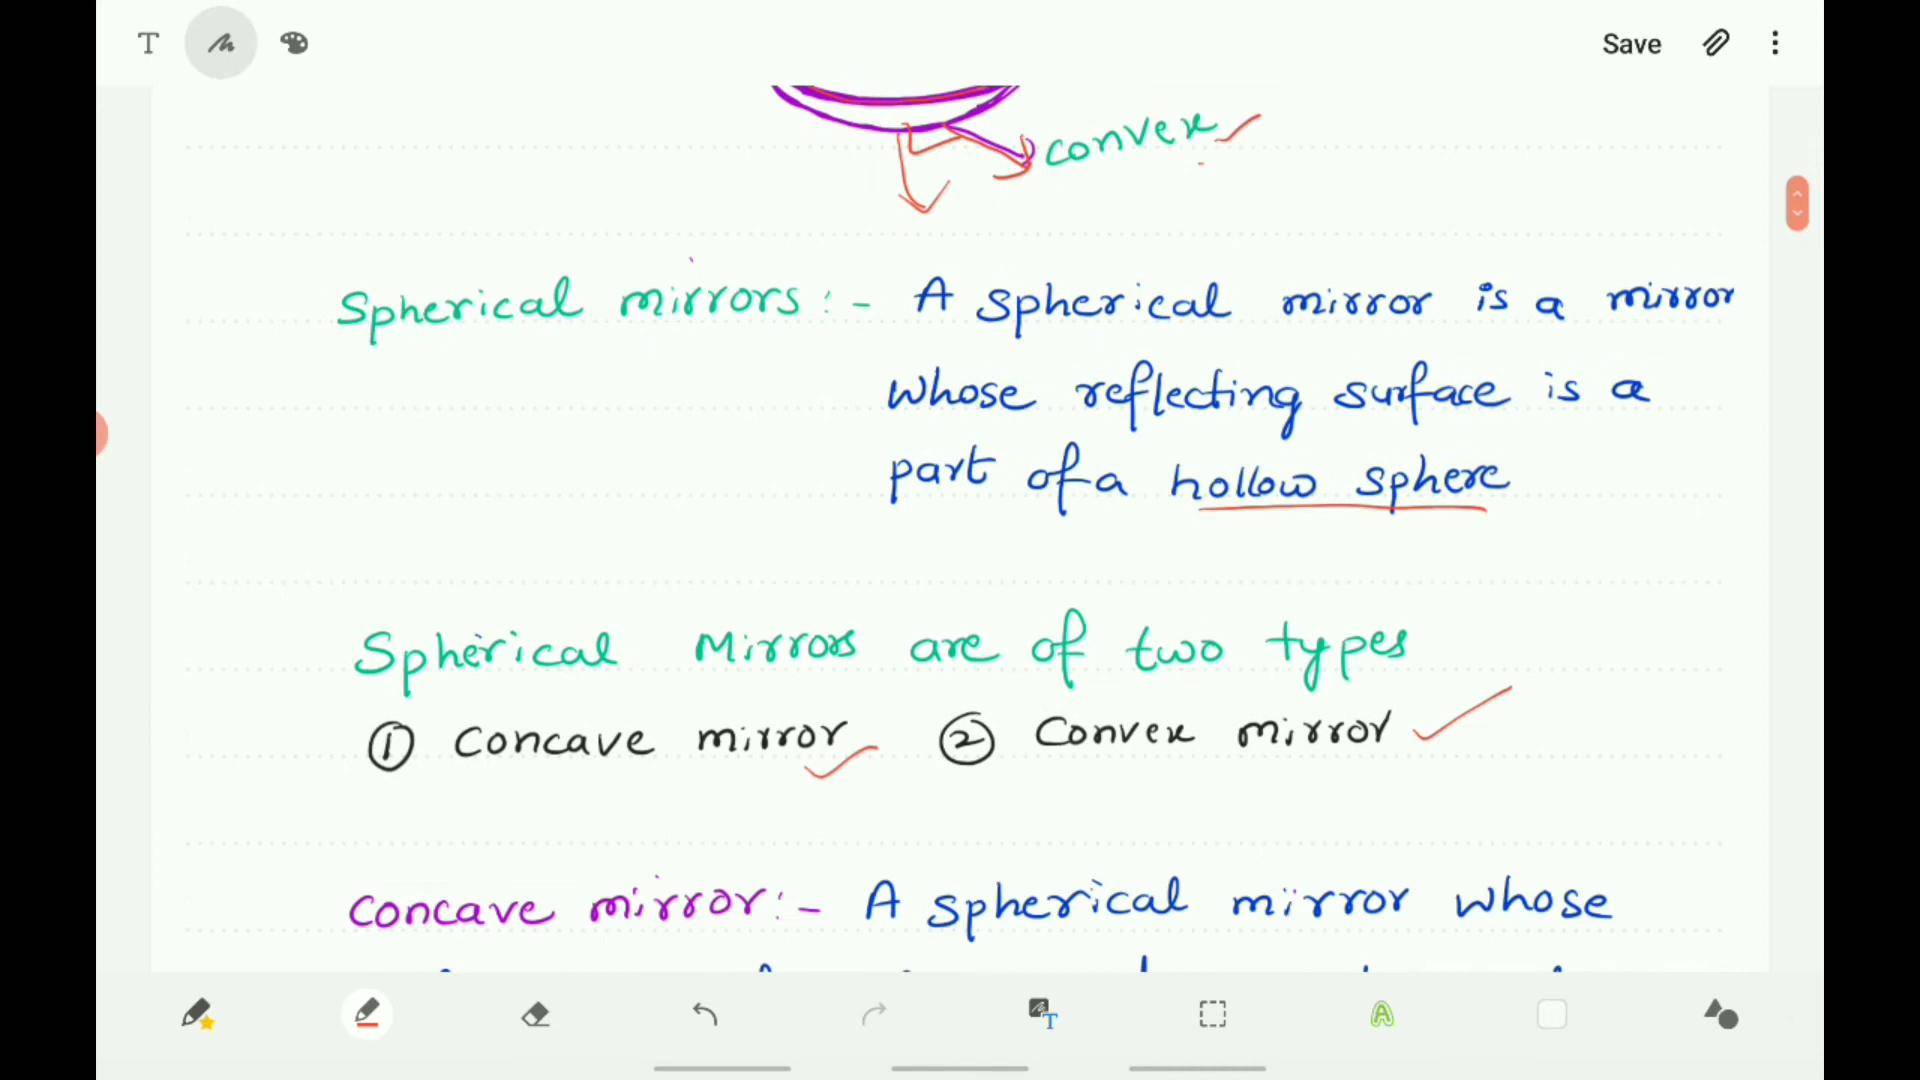 T Save
convex
Spherical mirrors :- A spherical mirror is a mirror
whose reflecting surface is a
part of a hollow sphere
Spherical Mirrors are of two types
① Concave mirror ② Convex mirror
Concave mirror :- A spherical mirror whose